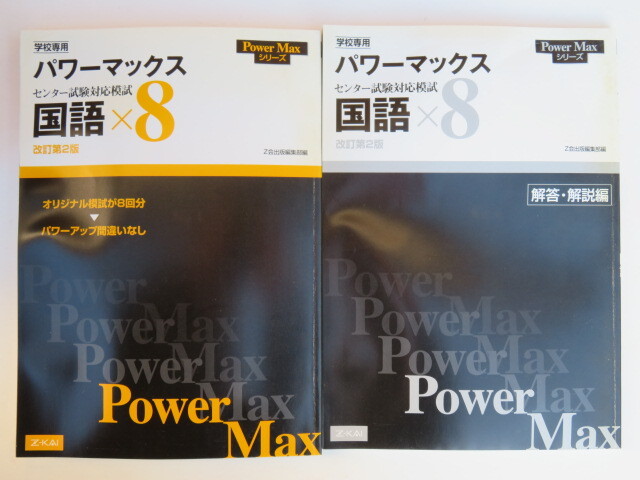 学校専用
Power Max
シリーズ
パワーマックス
センター試験対応模試
国語×8
改訂第2版
Z会出版編集部編
オリジナル模試が8回分
パワーアップ間違いなし
Power Max
Power Max
Power Max
Power
Max
Z-KAI
学校専用
Power Max
シリーズ
パワーマックス
センター試験対応模試
国語×8
改訂第2版
Z会出版編集部編
解答・解説編
Power Max
Power Max
Power Max
Power
Max
Z-KAI